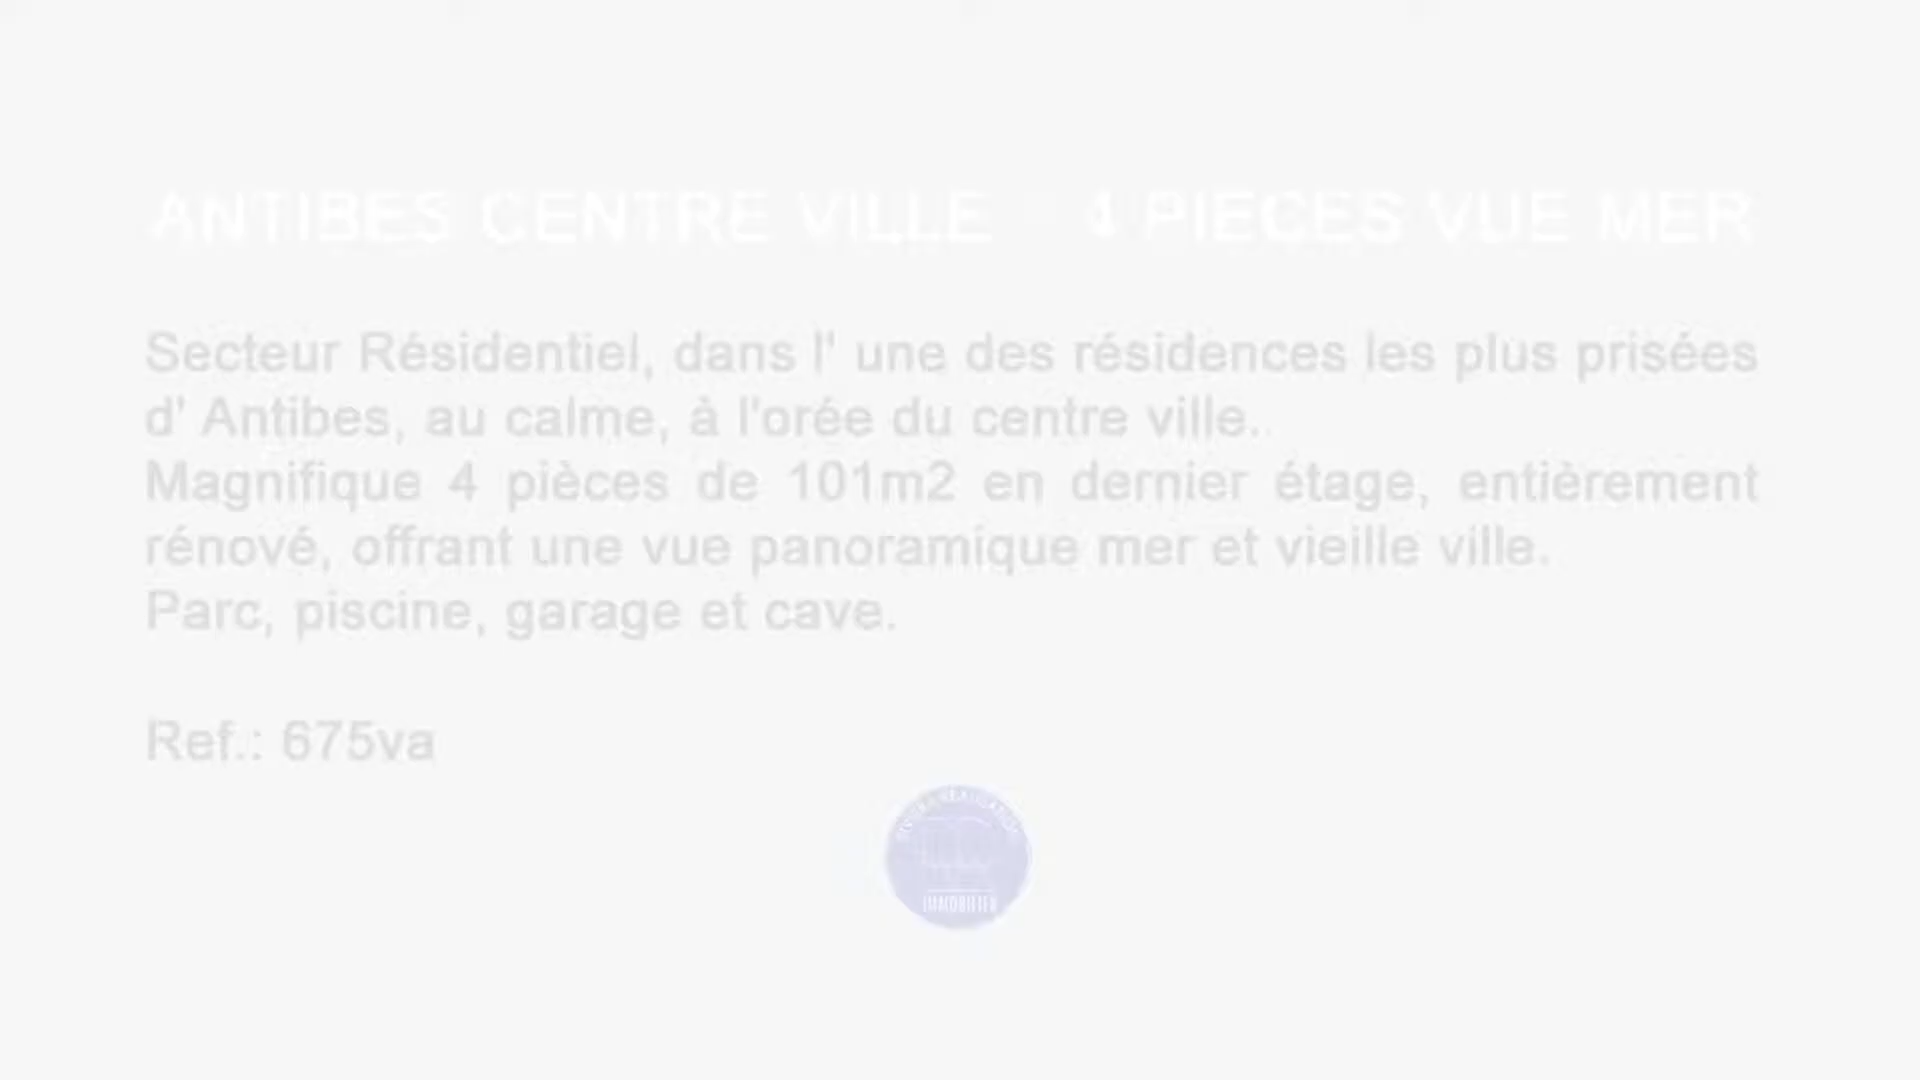 ANTIBES CENTRE VILLE 4 PIECES VUE MER
Secteur Résidentiel, dans l' une des résidences les plus prisées
d' Antibes, au calme, à l'orée du centre ville.
Magnifique 4 pièces de 101m2 en dernier étage, entièrement
rénové, offrant une vue panoramique mer et vieille ville.
Parc, piscine, garage et cave.
Ref.: 675va
IMMOBILIER